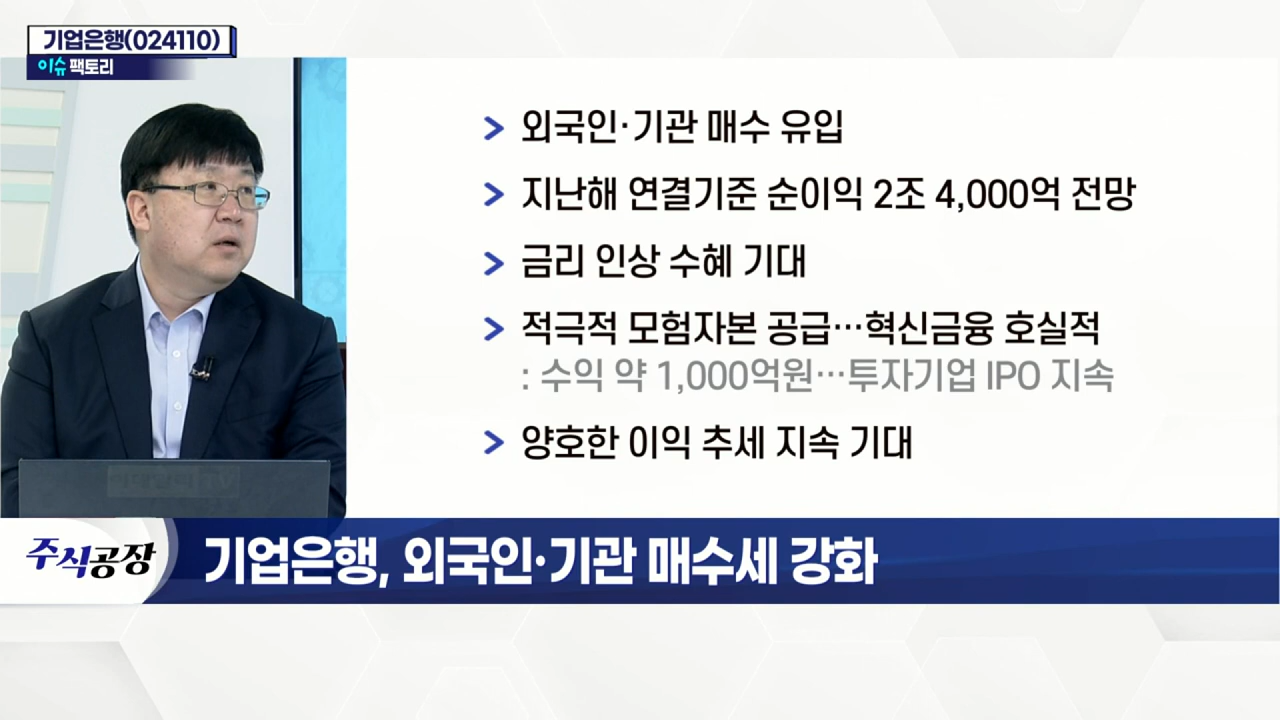 기업은행(024110)
이슈 팩토리
외국인·기관 매수 유입
지난해 연결기준 순이익 2조 4,000억 전망
금리 인상 수혜 기대
적극적 모험자본 공급…혁신금융 호실적
: 수익 약 1,000억원…투자기업 IPO 지속
양호한 이익 추세 지속 기대
주식공장
기업은행, 외국인·기관 매수세 강화